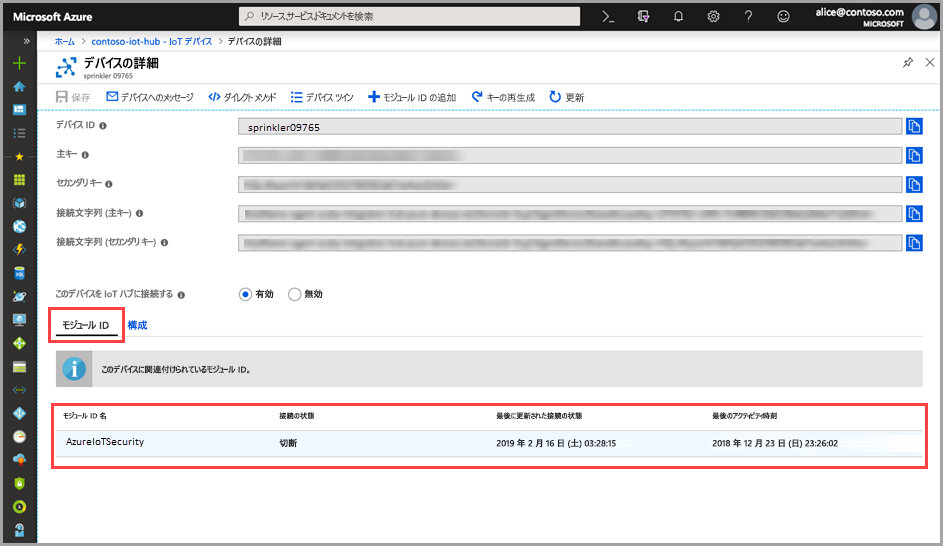 Microsoft Azure
リソース、サービス、ドキュメントを検索
alice@contoso.com
MICROSOFT
ホーム > contoso-iot-hub - IoT デバイス > デバイスの詳細
デバイスの詳細
sprinkler 09765
保存 デバイスへのメッセージ ダイレクト メソッド デバイス ツイン モジュール ID の追加 キーの再生成 更新
デバイス ID
sprinkler09765
主キー
セカンダリ キー
接続文字列 (主キー)
接続文字列 (セカンダリ キー)
このデバイスを IoT ハブに接続する 有効 無効
モジュール ID 構成
このデバイスに関連付けられているモジュール ID。
モジュール ID 名 接続の状態 最後に更新された接続の状態 最後のアクティビティ時刻
AzureIoTSecurity 切断 2019 年 2 月 16 日 (土) 03:28:15 2018 年 12 月 23 日 (日) 23:26:02